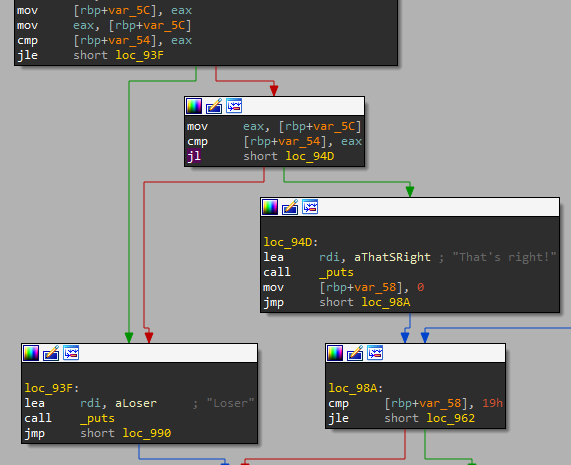 mov [rbp+var_5C], eax
mov eax, [rbp+var_5C]
cmp [rbp+var_54], eax
jle short loc_93F
mov eax, [rbp+var_5C]
cmp [rbp+var_54], eax
jl short loc_94D
loc_94D:
lea rdi, aThatSRight ; "That's right!"
call _puts
mov [rbp+var_58], 0
jmp short loc_98A
loc_93F:
lea rdi, aLoser ; "Loser"
call _puts
jmp short loc_990
loc_98A:
cmp [rbp+var_58], 19h
jle short loc_962